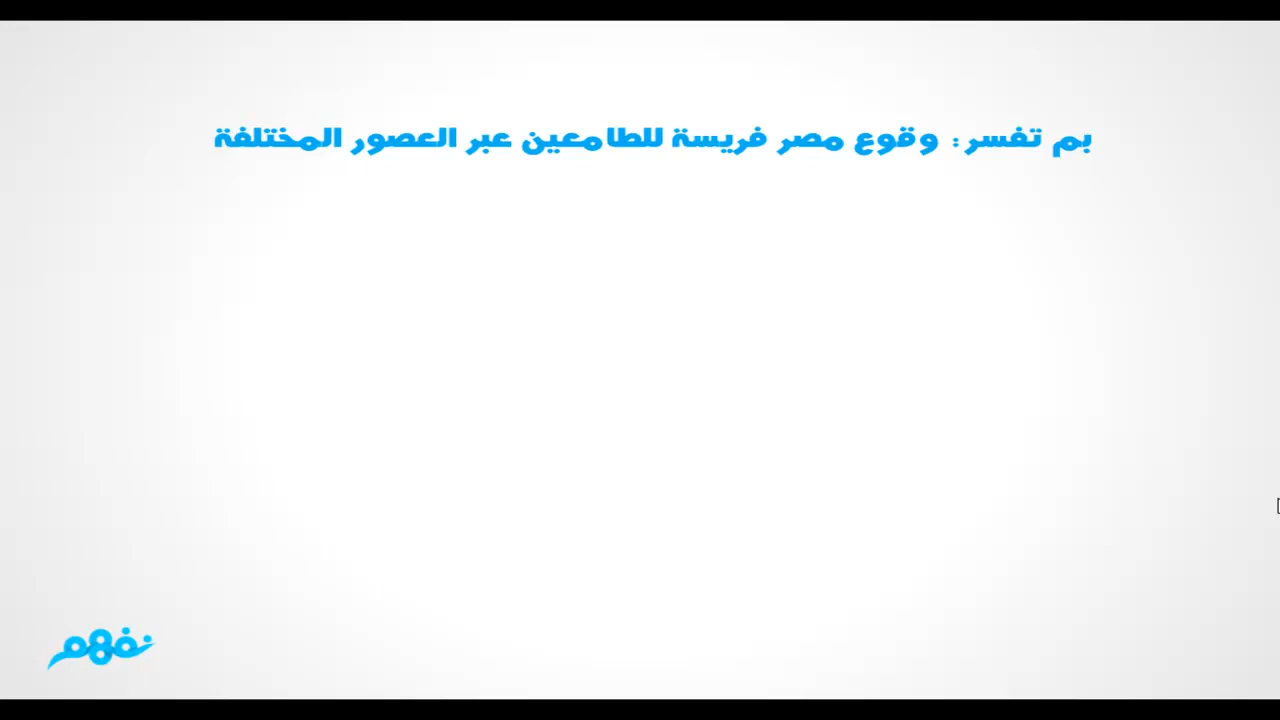 بم تفسر : وقوع مصر فريسة للطامعين عبر العصور المختلفة
نفهم